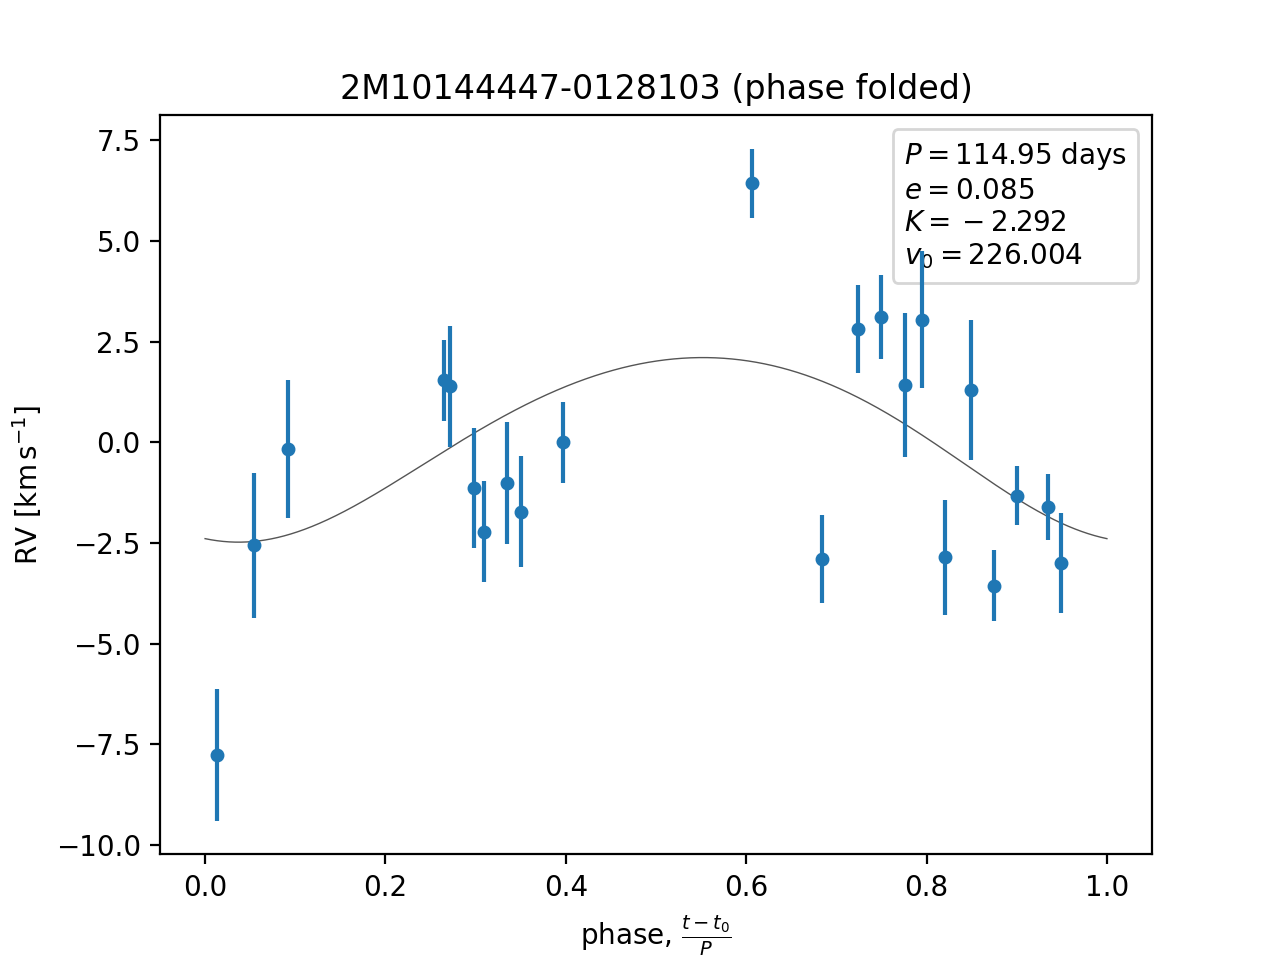 2M10144447-0128103 (phase folded)
P = 114.95 days
e = 0.085
K = −2.292
v₀ = 226.004
7.5
5.0
2.5
0.0
−2.5
−5.0
−7.5
−10.0
RV [km s⁻¹]
0.0 0.2 0.4 0.6 0.8 1.0
phase, (t − t₀)/P